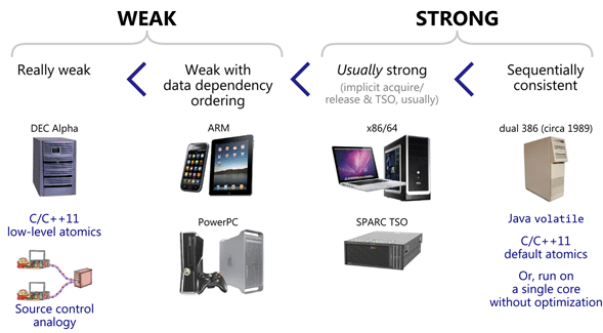 WEAK
STRONG
Really weak
Weak with
data dependency
ordering
Usually strong
(implicit acquire/
release & TSO, usually)
Sequentially
consistent
DEC Alpha
ARM
x86/64
dual 386 (circa 1989)
C/C++11
low-level atomics
PowerPC
SPARC TSO
Java volatile
C/C++11
default atomics
Or, run on
a single core
without optimization
Source control
analogy